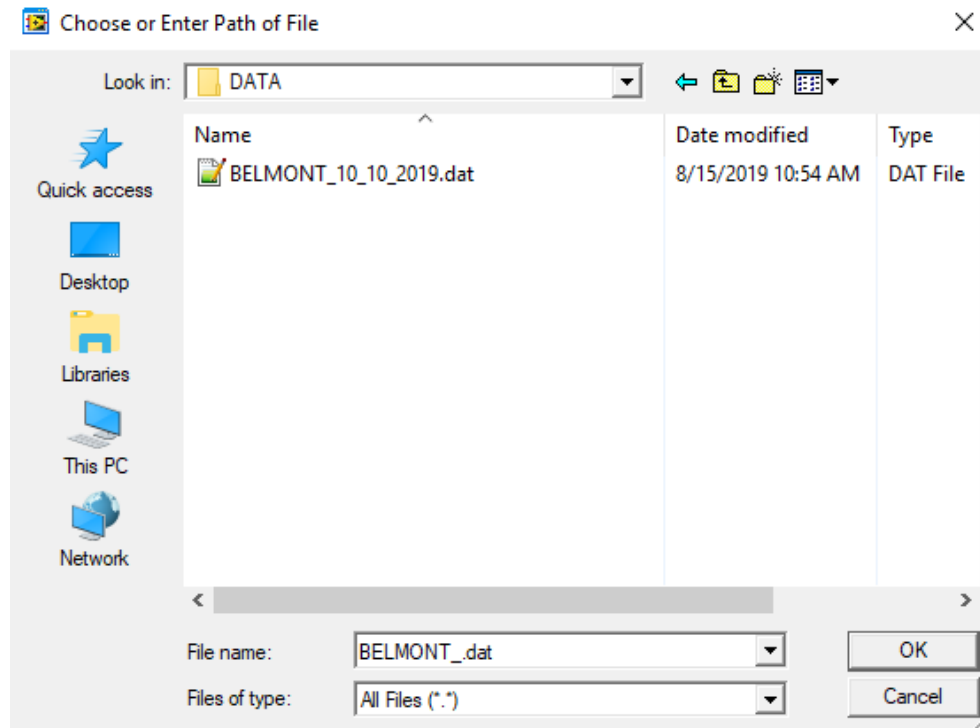 Choose or Enter Path of File
Look in: DATA
Name Date modified Type
BELMONT_10_10_2019.dat 8/15/2019 10:54 AM DAT File
Quick access
Desktop
Libraries
This PC
Network
File name: BELMONT_.dat OK
Files of type: All Files (*.*) Cancel